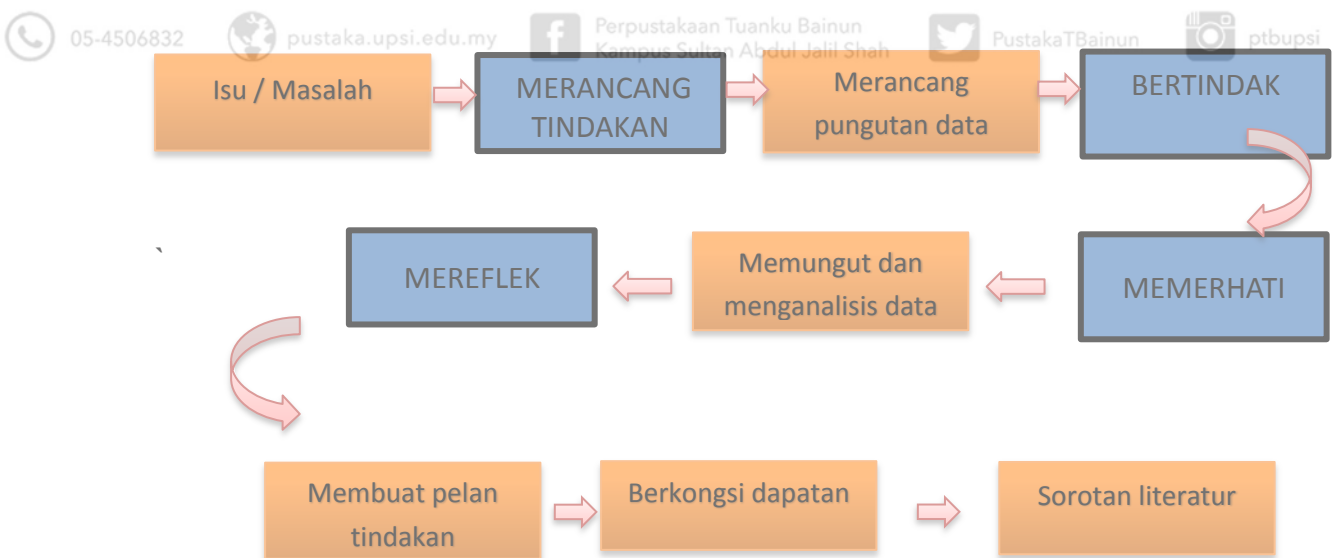 05-4506832
pustaka.upsi.edu.my
Perpustakaan Tuanku Bainun
Kampus Sultan Abdul Jalil Shah
PustakaTBainun
ptbupsi
Isu / Masalah
MERANCANG
TINDAKAN
Merancang
pungutan data
BERTINDAK
`
MEREFLEK
Memungut dan
menganalisis data
MEMERHATI
Membuat pelan
tindakan
Berkongsi dapatan
Sorotan literatur